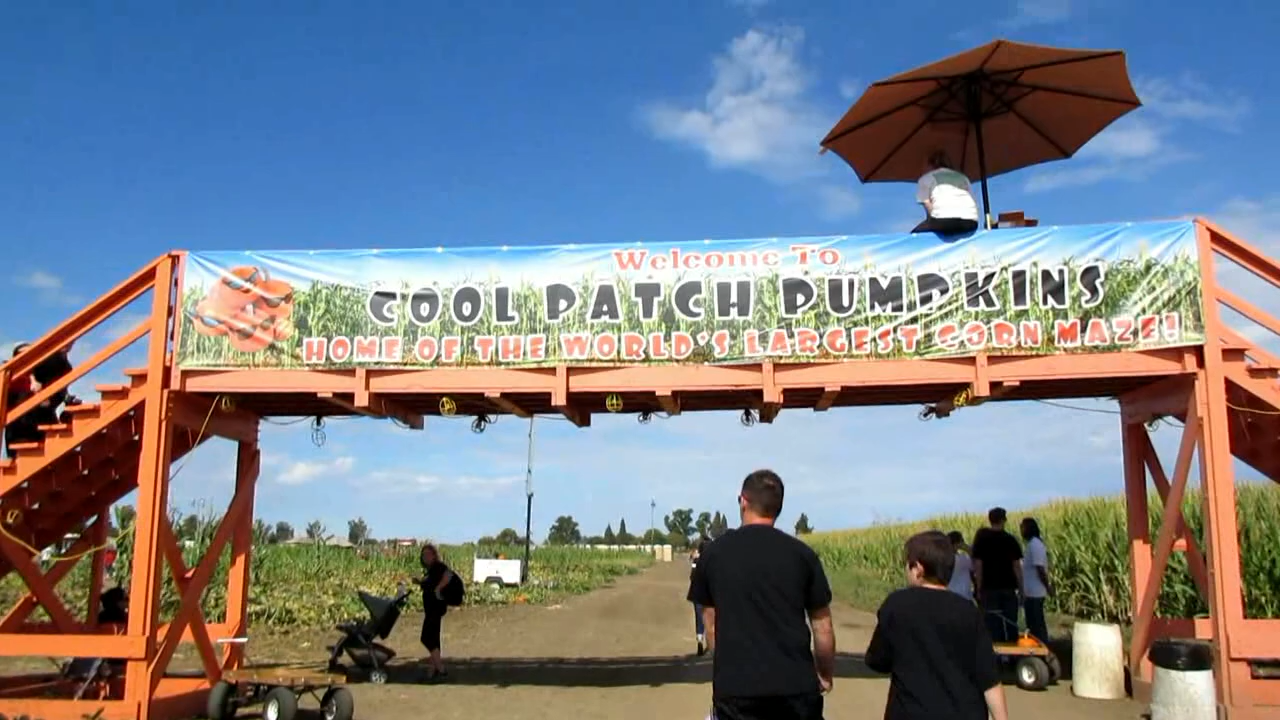 Welcome To
COOL PATCH PUMPKINS
HOME OF THE WORLD'S LARGEST CORN MAZE!